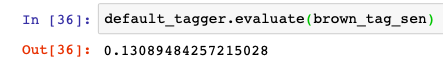 In [36]: default_tagger.evaluate(brown_tag_sen)
Out[36]: 0.13089484257215028